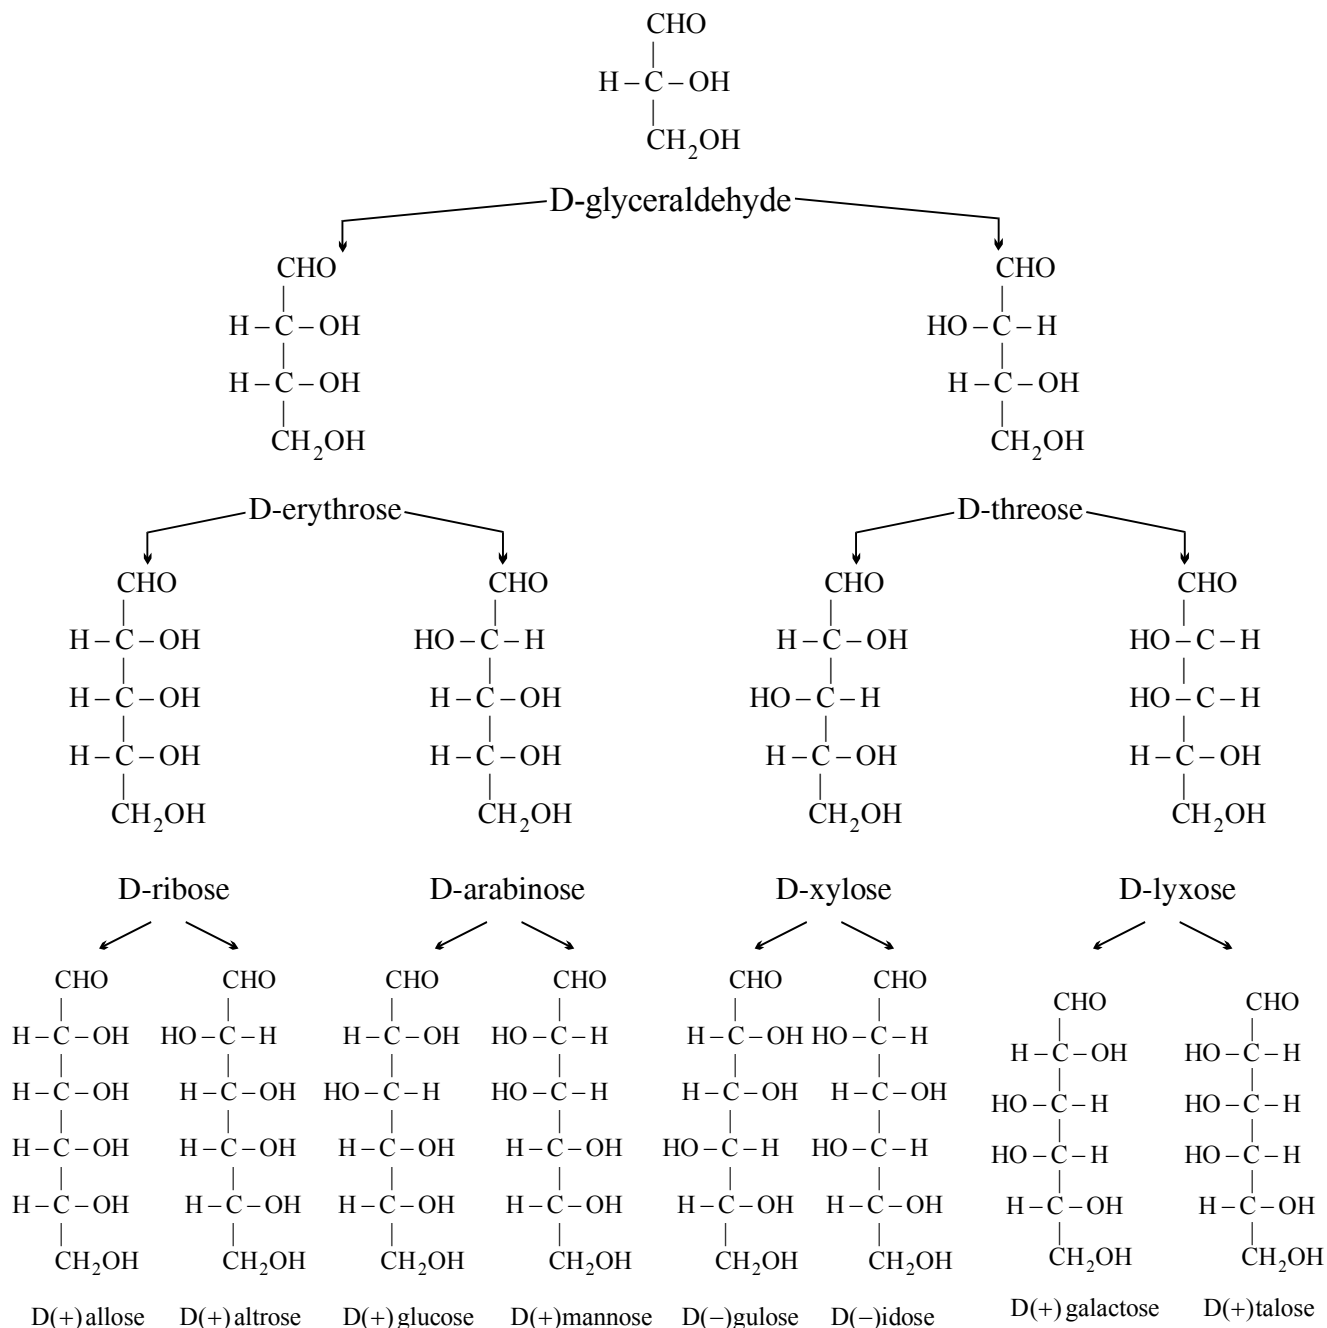 CHO
H – C – OH
CH2OH
D-glyceraldehyde
CHO CHO
H – C – OH HO – C – H
H – C – OH H – C – OH
CH2OH CH2OH
D-erythrose D-threose
CHO CHO CHO CHO
H – C – OH HO – C – H H – C – OH HO – C – H
H – C – OH H – C – OH HO – C – H HO – C – H
H – C – OH H – C – OH H – C – OH H – C – OH
CH2OH CH2OH CH2OH CH2OH
D-ribose D-arabinose D-xylose D-lyxose
CHO CHO CHO CHO CHO CHO CHO CHO
H – C – OH HO – C – H H – C – OH HO – C – H H – C – OH HO – C – H H – C – OH HO – C – H
H – C – OH H – C – OH HO – C – H HO – C – H H – C – OH H – C – OH HO – C – H HO – C – H
H – C – OH H – C – OH H – C – OH H – C – OH HO – C – H HO – C – H HO – C – H HO – C – H
H – C – OH H – C – OH H – C – OH H – C – OH H – C – OH H – C – OH H – C – OH H – C – OH
CH2OH CH2OH CH2OH CH2OH CH2OH CH2OH CH2OH CH2OH
D(+)allose D(+)altrose D(+)glucose D(+)mannose D(−)gulose D(−)idose D(+)galactose D(+)talose